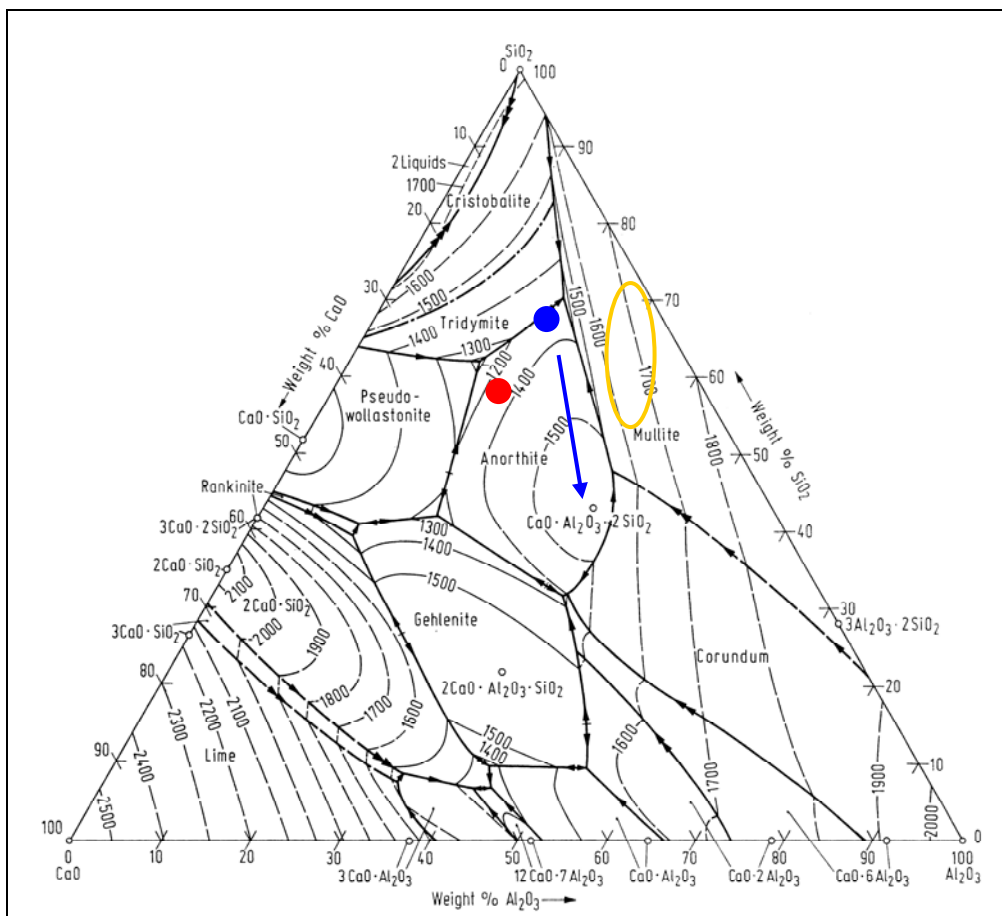 SiO₂
0 100
10
90
2 Liquids
1700
Cristobalite
20
80
1600
30
1500
70
1500
1400
Tridymite
1300
1600
← Weight % CaO
40
1200
1400
1700
60
Pseudo-
wollastonite
Weight % SiO₂
CaO·SiO₂
50
1500
Mullite
50
Anorthite
1800
Rankinite
CaO·Al₂O₃·2SiO₂
40
60
3CaO·2SiO₂
1300
1400
2CaO·SiO₂
1500
70
2100
2CaO·SiO₂
30
3Al₂O₃·2SiO₂
3CaO·SiO₂
2000
1900
Gehlenite
Corundum
80
1800
2CaO·Al₂O₃·SiO₂
20
2300
2200
2100
1700
1600
1500
1600
Lime
1400
90
2400
10
1700
1900
2500
2000
100
0
0
10
20
30
40
50
60
70
80
90
100
CaO
3CaO·Al₂O₃
12CaO·7Al₂O₃
CaO·Al₂O₃
CaO·2Al₂O₃
CaO·6Al₂O₃
Al₂O₃
Weight % Al₂O₃ →